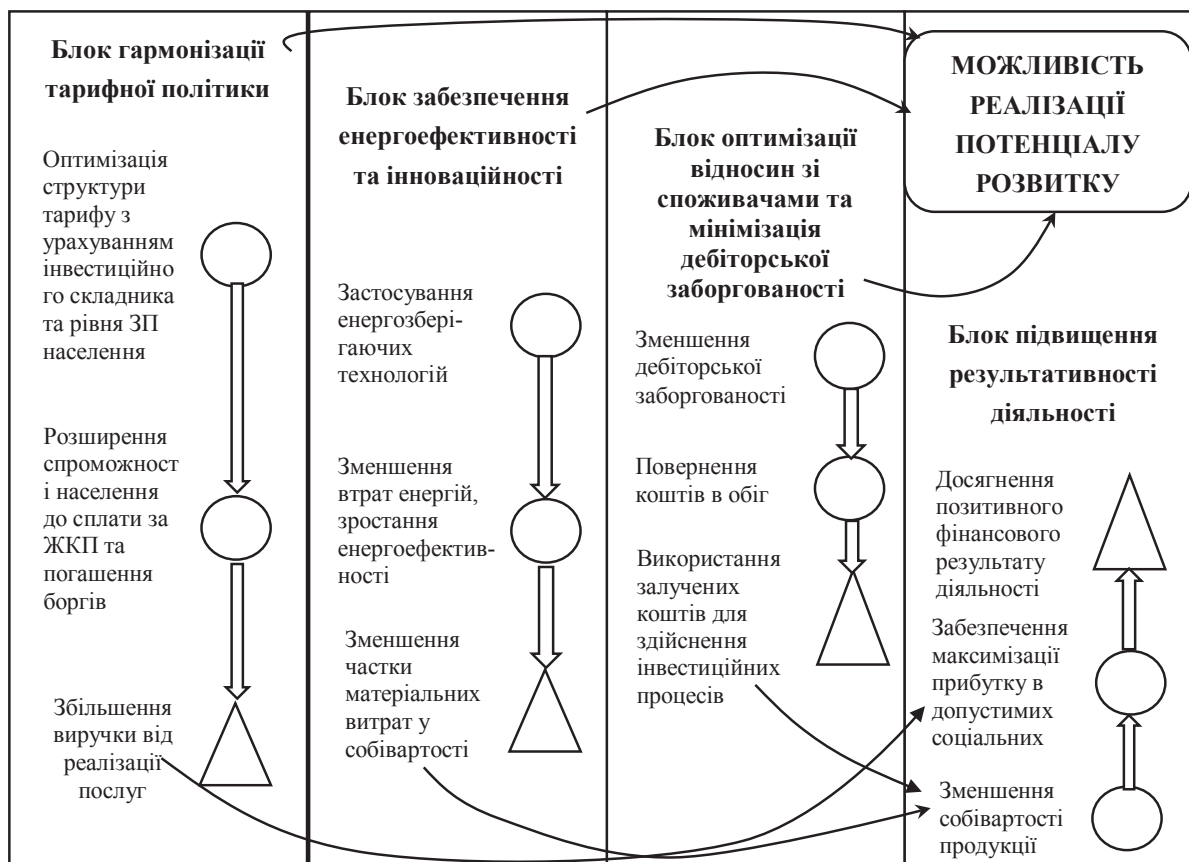 Блок гармонізації
тарифної політики
Оптимізація
структури
тарифу з
урахуванням
інвестиційно
го складника
та рівня ЗП
населення
Розширення
спроможност
і населення
до сплати за
ЖКП та
погашення
боргів
Збільшення
виручки від
реалізації
послуг
Блок забезпечення
енергоефективності
та інноваційності
Застосування
енергозбері-
гаючих
технологій
Зменшення
втрат енергій,
зростання
енергоефектив-
ності
Зменшення
частки
матеріальних
витрат у
собівартості
Блок оптимізації
відносин зі
споживачами та
мінімізація
дебіторської
заборгованості
Зменшення
дебіторської
заборгованості
Повернення
коштів в обіг
Використання
залучених
коштів для
здійснення
інвестиційних
процесів
МОЖЛИВІСТЬ
РЕАЛІЗАЦІЇ
ПОТЕНЦІАЛУ
РОЗВИТКУ
Блок підвищення
результативності
діяльності
Досягнення
позитивного
фінансового
результату
діяльності
Забезпечення
максимізації
прибутку в
допустимих
соціальних
Зменшення
собівартості
продукції